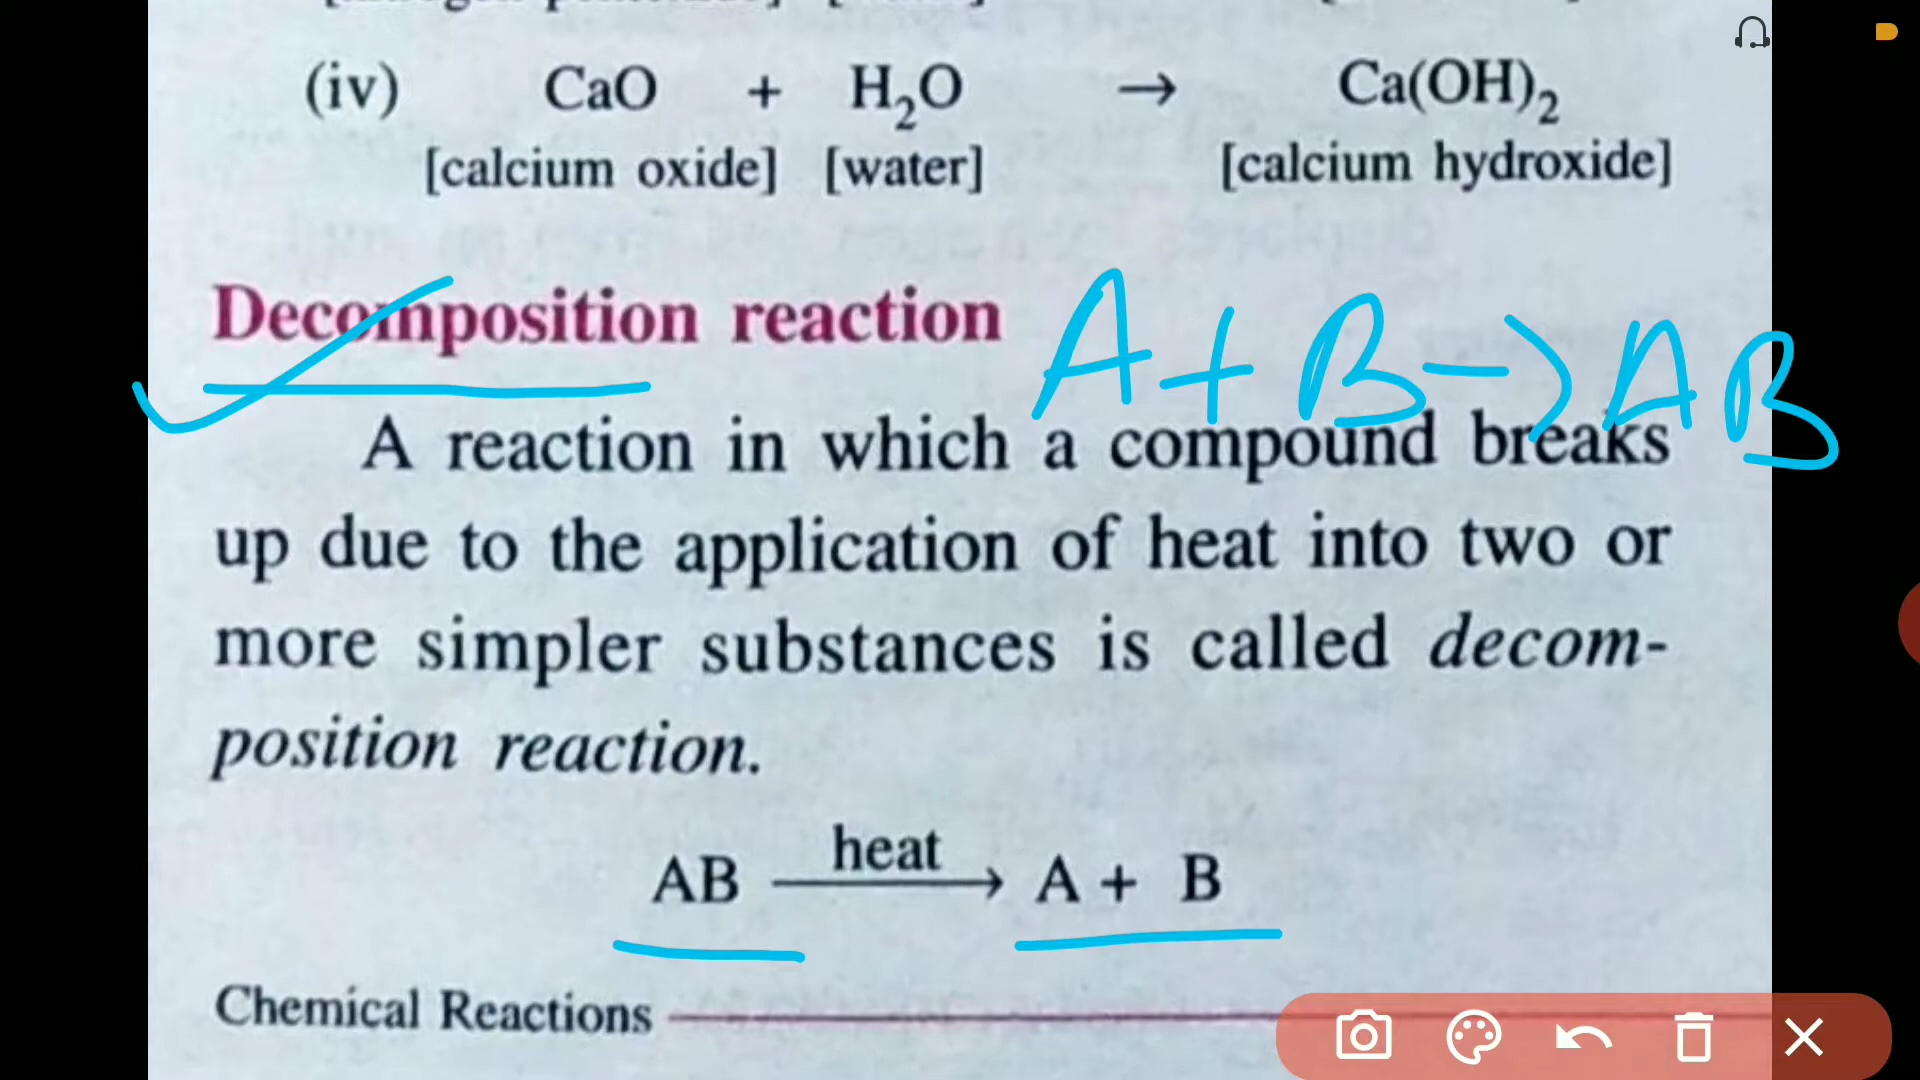 (iv) CaO + H₂O → Ca(OH)₂
[calcium oxide] [water] [calcium hydroxide]
Decomposition reaction
A + B → AB
A reaction in which a compound breaks
up due to the application of heat into two or
more simpler substances is called decom-
position reaction.
heat
AB ⟶ A + B
Chemical Reactions